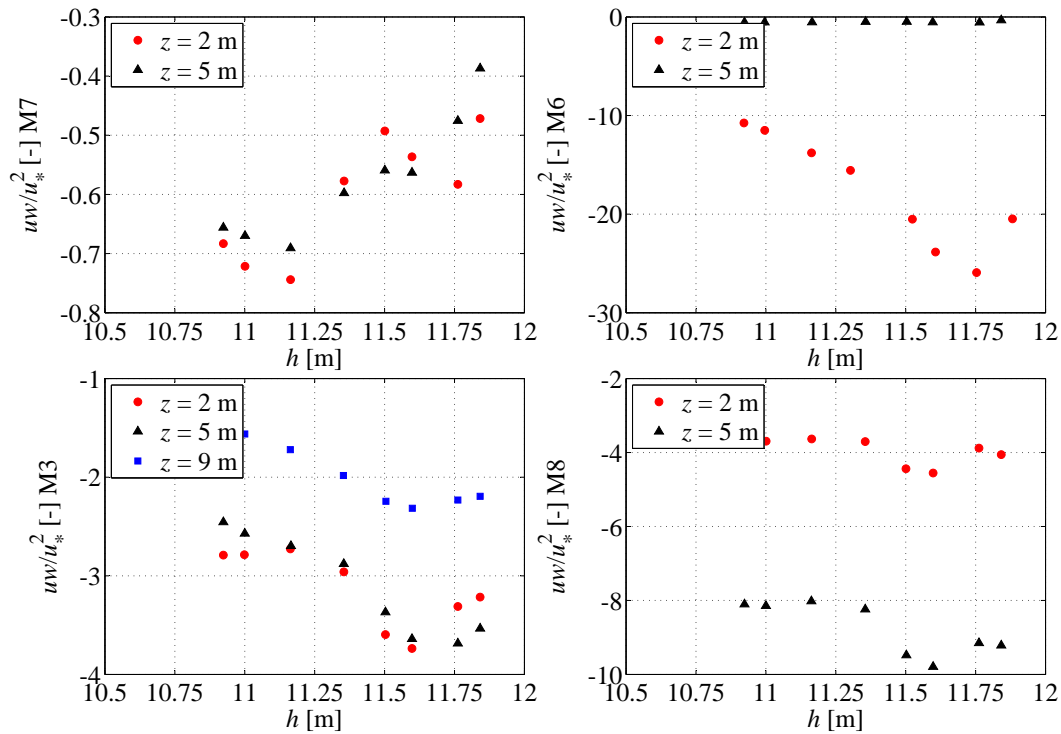 -0.3
-0.4
-0.5
-0.6
-0.7
-0.8
10.5 10.75 11 11.25 11.5 11.75 12
h [m]
uw/u*² [-] M7
z = 2 m
z = 5 m
0
-10
-20
-30
10.5 10.75 11 11.25 11.5 11.75 12
h [m]
uw/u*² [-] M6
z = 2 m
z = 5 m
-1
-2
-3
-4
10.5 10.75 11 11.25 11.5 11.75 12
h [m]
uw/u*² [-] M3
z = 2 m
z = 5 m
z = 9 m
-2
-4
-6
-8
-10
10.5 10.75 11 11.25 11.5 11.75 12
h [m]
uw/u*² [-] M8
z = 2 m
z = 5 m